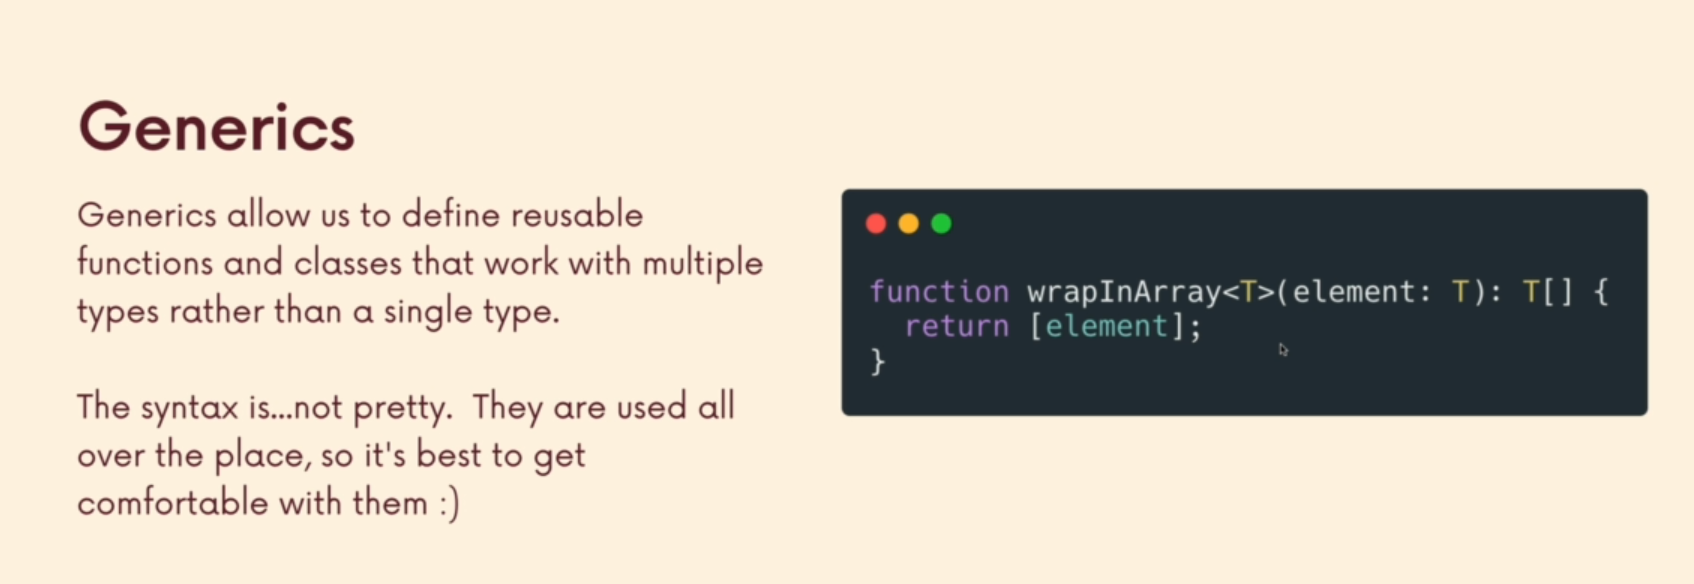 Generics
Generics allow us to define reusable
functions and classes that work with multiple
types rather than a single type.
The syntax is...not pretty.  They are used all
over the place, so it's best to get
comfortable with them :)
function wrapInArray<T>(element: T): T[] {
  return [element];
}